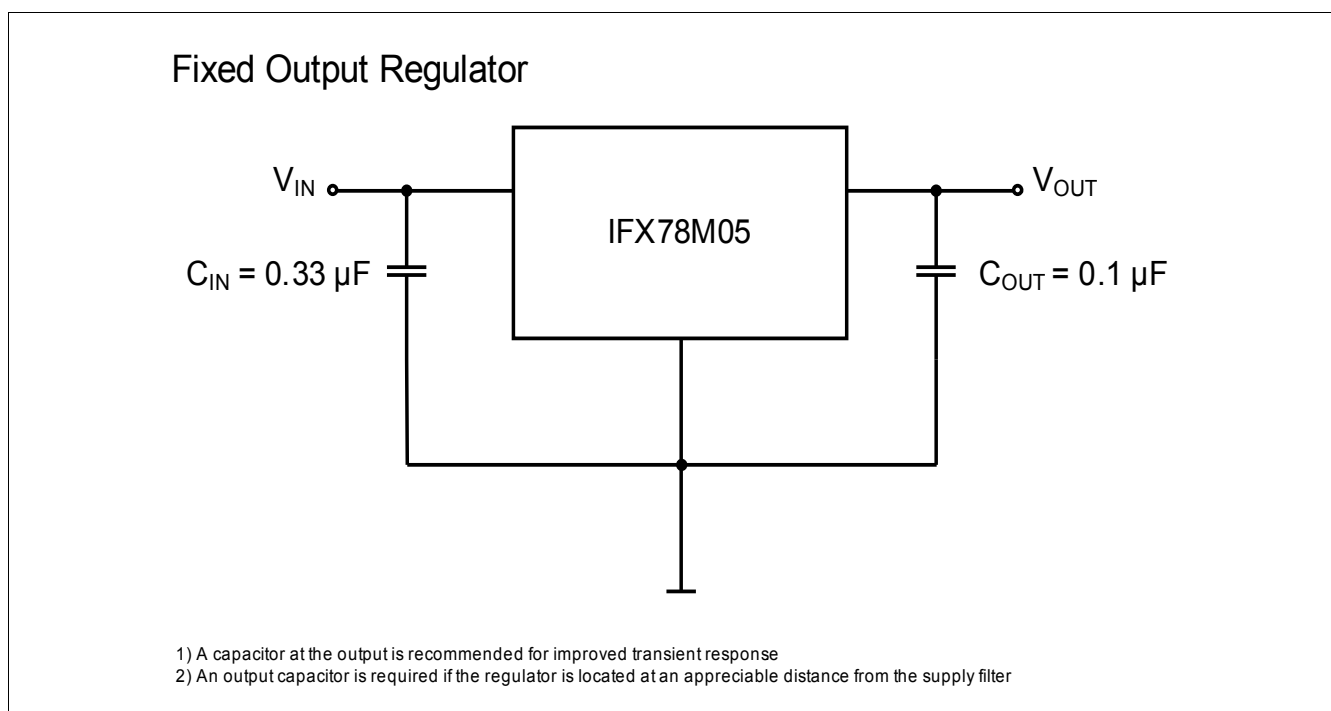 Fixed Output Regulator
VIN
VOUT
IFX78M05
CIN = 0.33 µF
COUT = 0.1 µF
1) A capacitor at the output is recommended for improved transient response
2) An output capacitor is required if the regulator is located at an appreciable distance from the supply filter